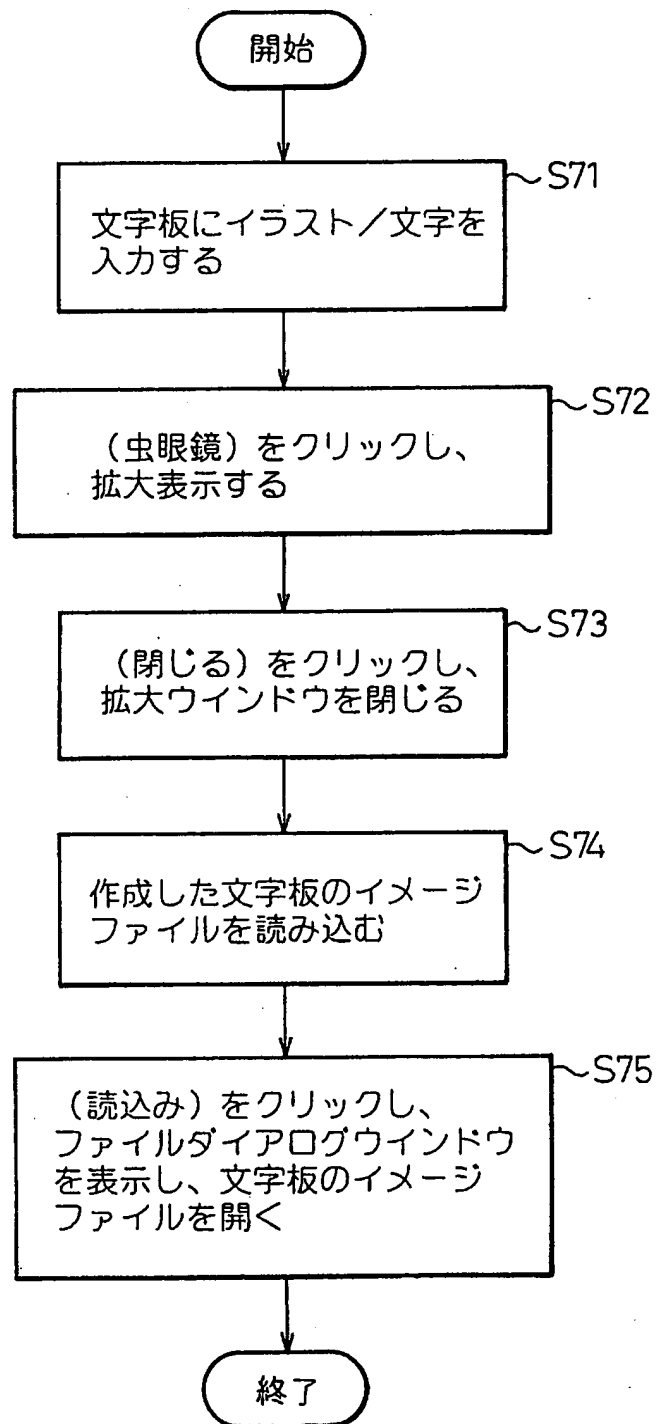 開始
S71
文字板にイラスト／文字を
入力する
S72
（虫眼鏡）をクリックし、
拡大表示する
S73
（閉じる）をクリックし、
拡大ウインドウを閉じる
S74
作成した文字板のイメージ
ファイルを読み込む
S75
（読込み）をクリックし、
ファイルダイアログウインドウ
を表示し、文字板のイメージ
ファイルを開く
終了